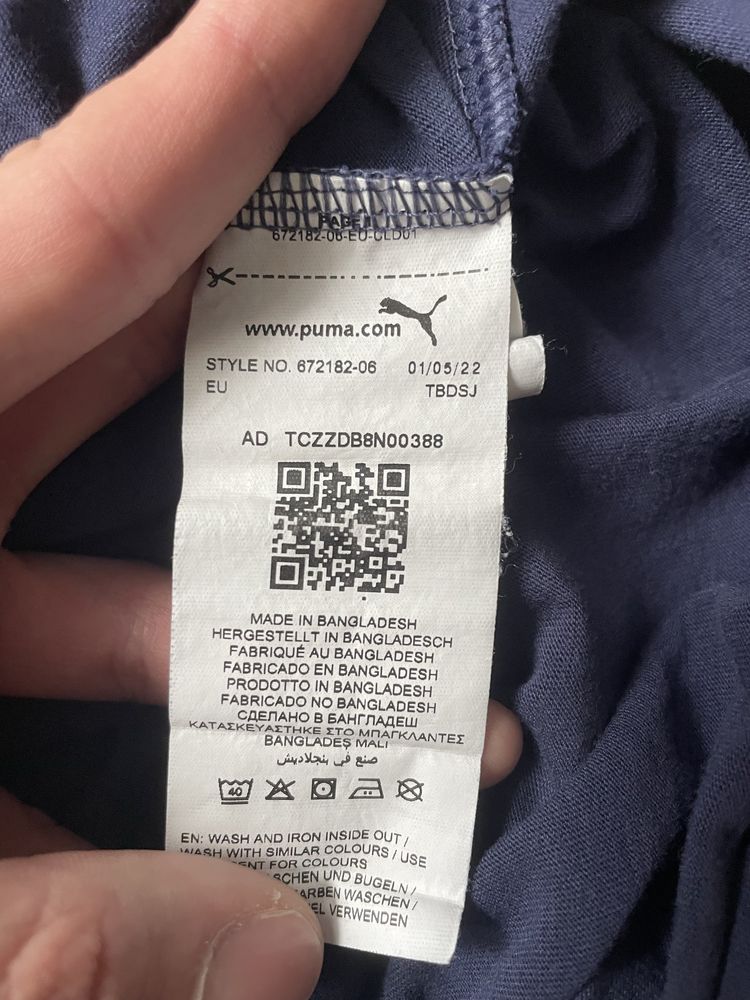 672182-06-EU-CLD01
www.puma.com
STYLE NO. 672182-06 01/05/22
EU TBDSJ
AD TCZZDB8N00388
MADE IN BANGLADESH
HERGESTELLT IN BANGLADESCH
FABRIQUÉ AU BANGLADESH
FABRICADO EN BANGLADESH
PRODOTTO IN BANGLADESH
FABRICADO NO BANGLADESH
СДЕЛАНО В БАНГЛАДЕШ
ΚΑΤΑΣΚΕΥΑΣΤΗΚΕ ΣΤΟ ΜΠΑΓΚΛΑΝΤΕΣ
BANGLADEŞ MALI
صنع في بنجلاديش
40
EN: WASH AND IRON INSIDE OUT /
WASH WITH SIMILAR COLOURS / USE
FOR COLOURS
UND BUGELN /
WASCHEN /
VERWENDEN